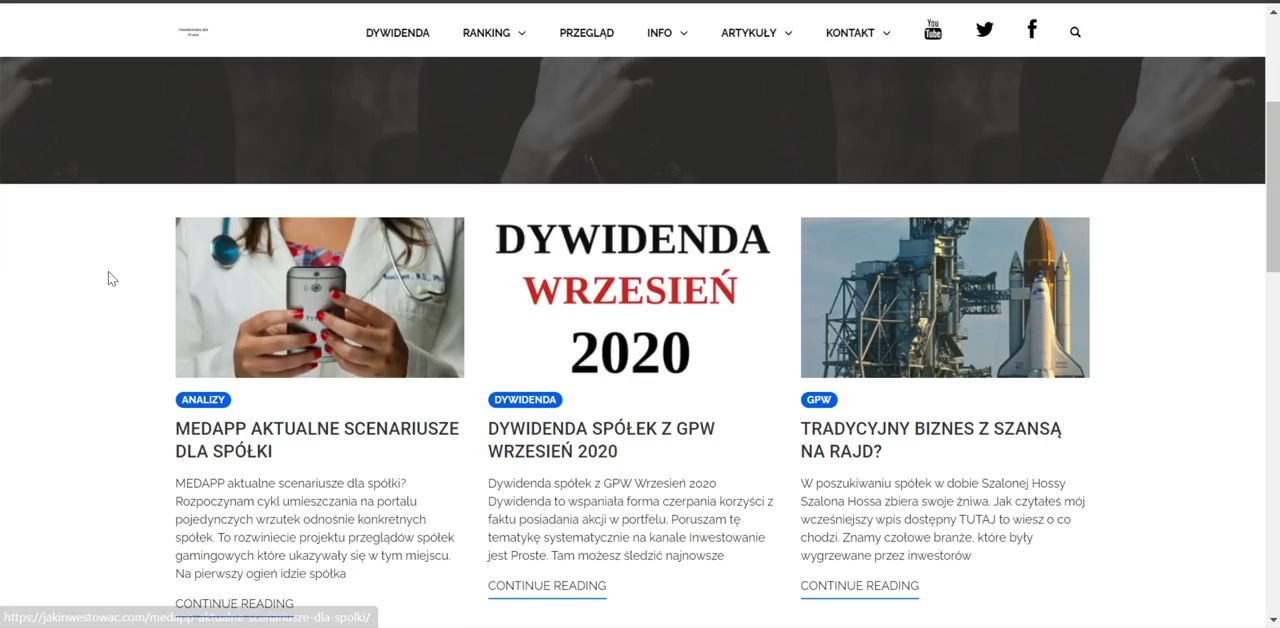 Inwestowanie jest
Proste
DYWIDENDA
RANKING
PRZEGLĄD
INFO
ARTYKUŁY
KONTAKT
You
Tube
DYWIDENDA
WRZESIEŃ
2020
ANALIZY
MEDAPP AKTUALNE SCENARIUSZE
DLA SPÓŁKI
MEDAPP aktualne scenariusze dla spółki?
Rozpoczynam cykl umieszczania na portalu
pojedynczych wrzutek odnośnie konkretnych
spółek. To rozwiniecie projektu przeglądów spółek
gamingowych które ukazywały się w tym miejscu.
Na pierwszy ogień idzie spółka
CONTINUE READING
DYWIDENDA
DYWIDENDA SPÓŁEK Z GPW
WRZESIEŃ 2020
Dywidenda spółek z GPW Wrzesień 2020
Dywidenda to wspaniała forma czerpania korzyści z
faktu posiadania akcji w portfelu. Poruszam tę
tematykę systematycznie na kanale Inwestowanie
jest Proste. Tam możesz śledzić najnowsze
CONTINUE READING
GPW
TRADYCYJNY BIZNES Z SZANSĄ
NA RAJD?
W poszukiwaniu spółek w dobie Szalonej Hossy
Szalona Hossa zbiera swoje żniwa. Jak czytałeś mój
wcześniejszy wpis dostępny TUTAJ to wiesz o co
chodzi. Znamy czołowe branże, które były
wygrzewane przez inwestorów
CONTINUE READING
https://jakinwestowac.com/medapp-aktualne-scenariusze-dla-spolki/